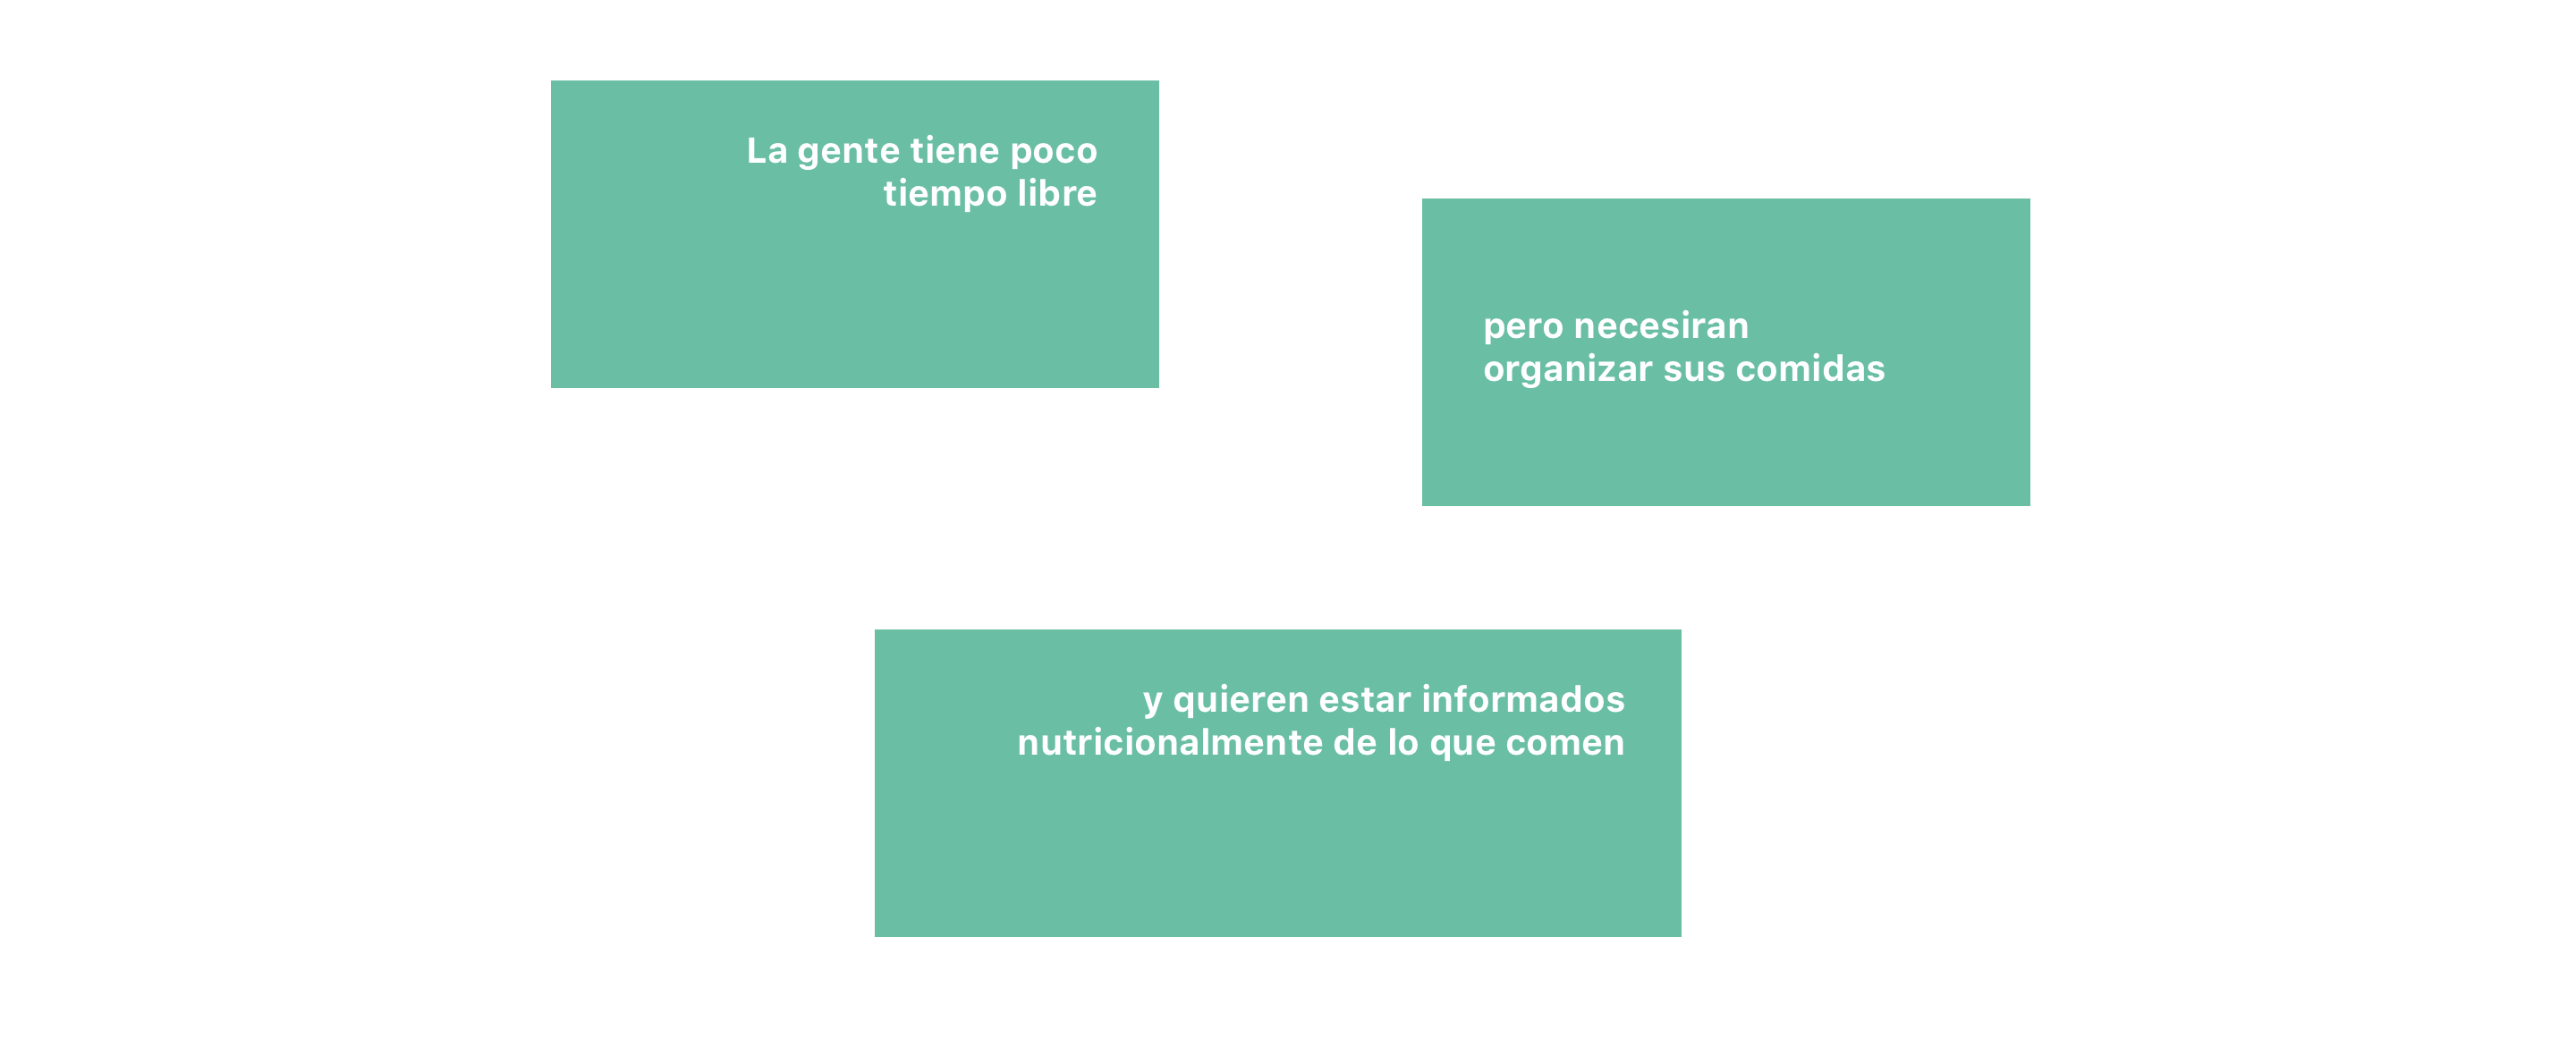 La gente tiene poco
tiempo libre
pero necesiran
organizar sus comidas
y quieren estar informados
nutricionalmente de lo que comen